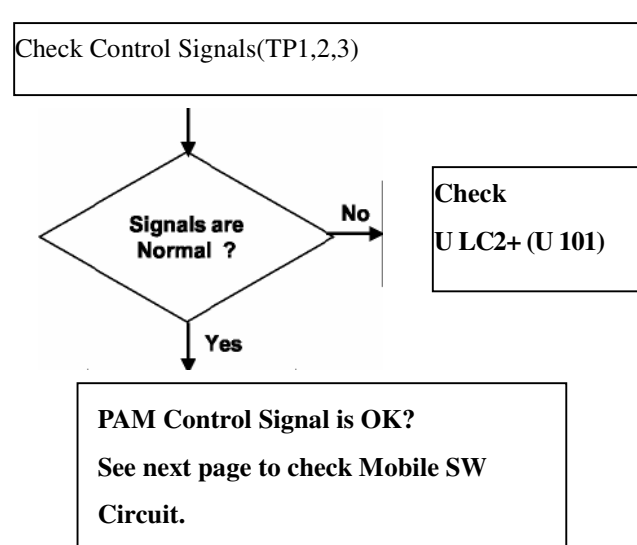 Check Control Signals(TP1,2,3)
Signals are
Normal ?
No
Check
U LC2+ (U 101)
Yes
PAM Control Signal is OK?
See next page to check Mobile SW
Circuit.